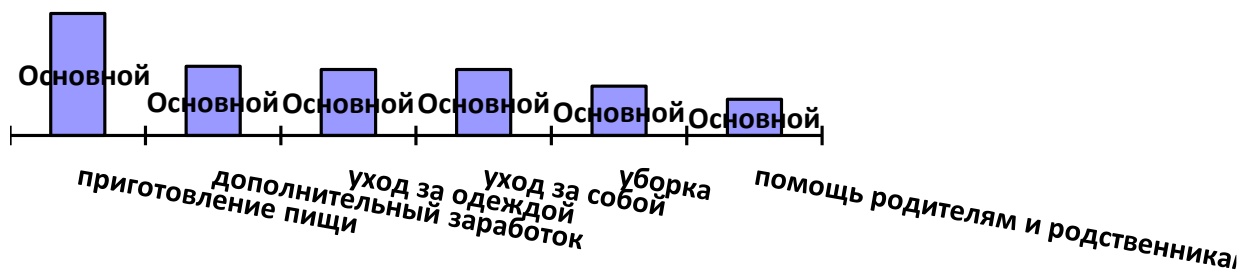 Основной
Основной
Основной
Основной
Основной
Основной
приготовление пищи
дополнительный заработок
уход за одеждой
уход за собой
уборка
помощь родителям и